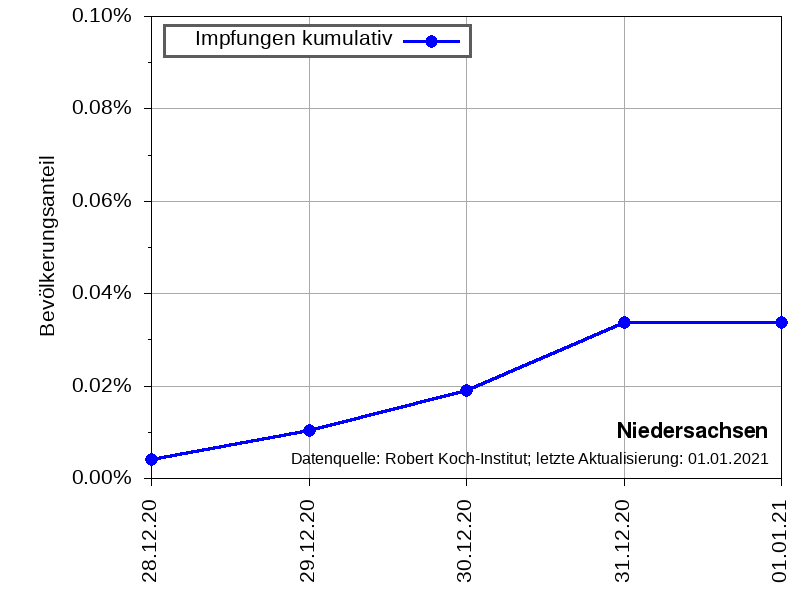 0.10%
Impfungen kumulativ
0.08%
0.06%
0.04%
0.02%
0.00%
Bevölkerungsanteil
Niedersachsen
Datenquelle: Robert Koch-Institut; letzte Aktualisierung: 01.01.2021
28.12.20
29.12.20
30.12.20
31.12.20
01.01.21